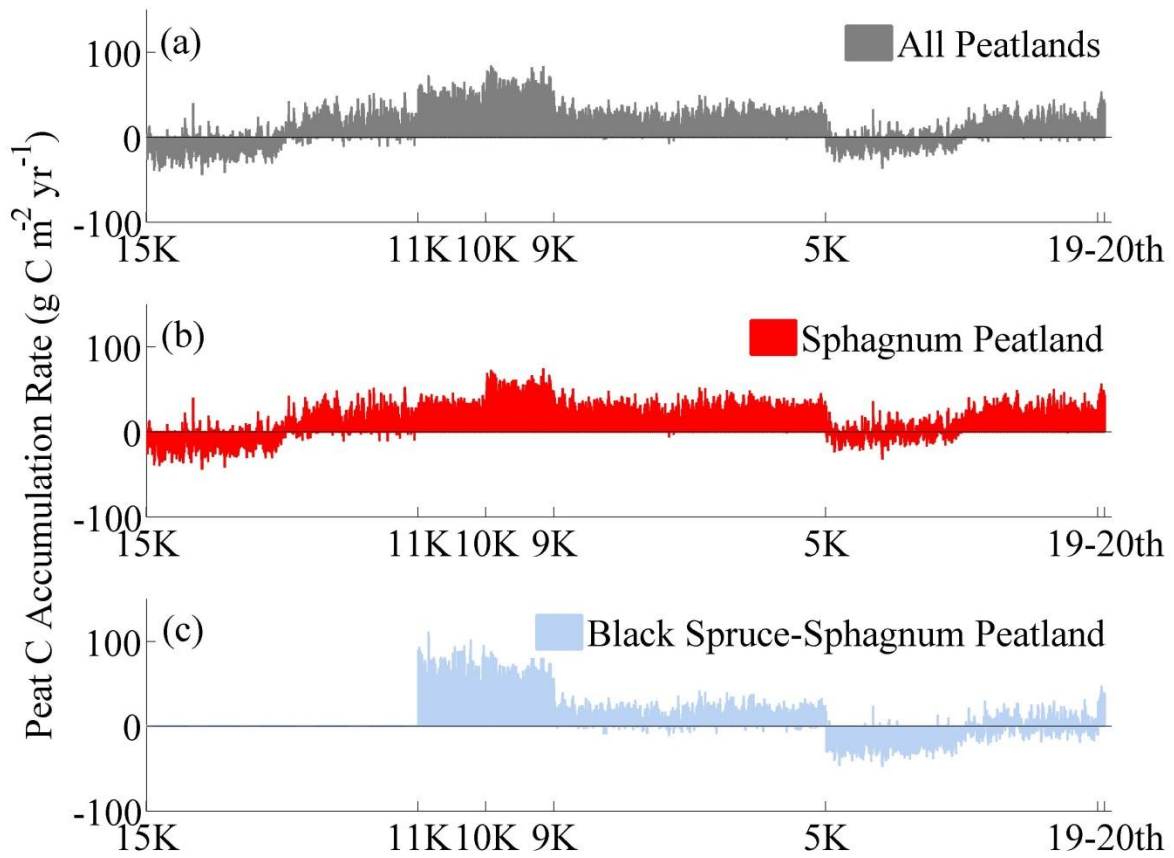 Peat C Accumulation Rate (g C m-2 yr-1)
(a)
All Peatlands
100
0
-100
15K 11K 10K 9K 5K 19-20th
(b)
Sphagnum Peatland
100
0
-100
15K 11K 10K 9K 5K 19-20th
(c)
Black Spruce-Sphagnum Peatland
100
0
-100
15K 11K 10K 9K 5K 19-20th